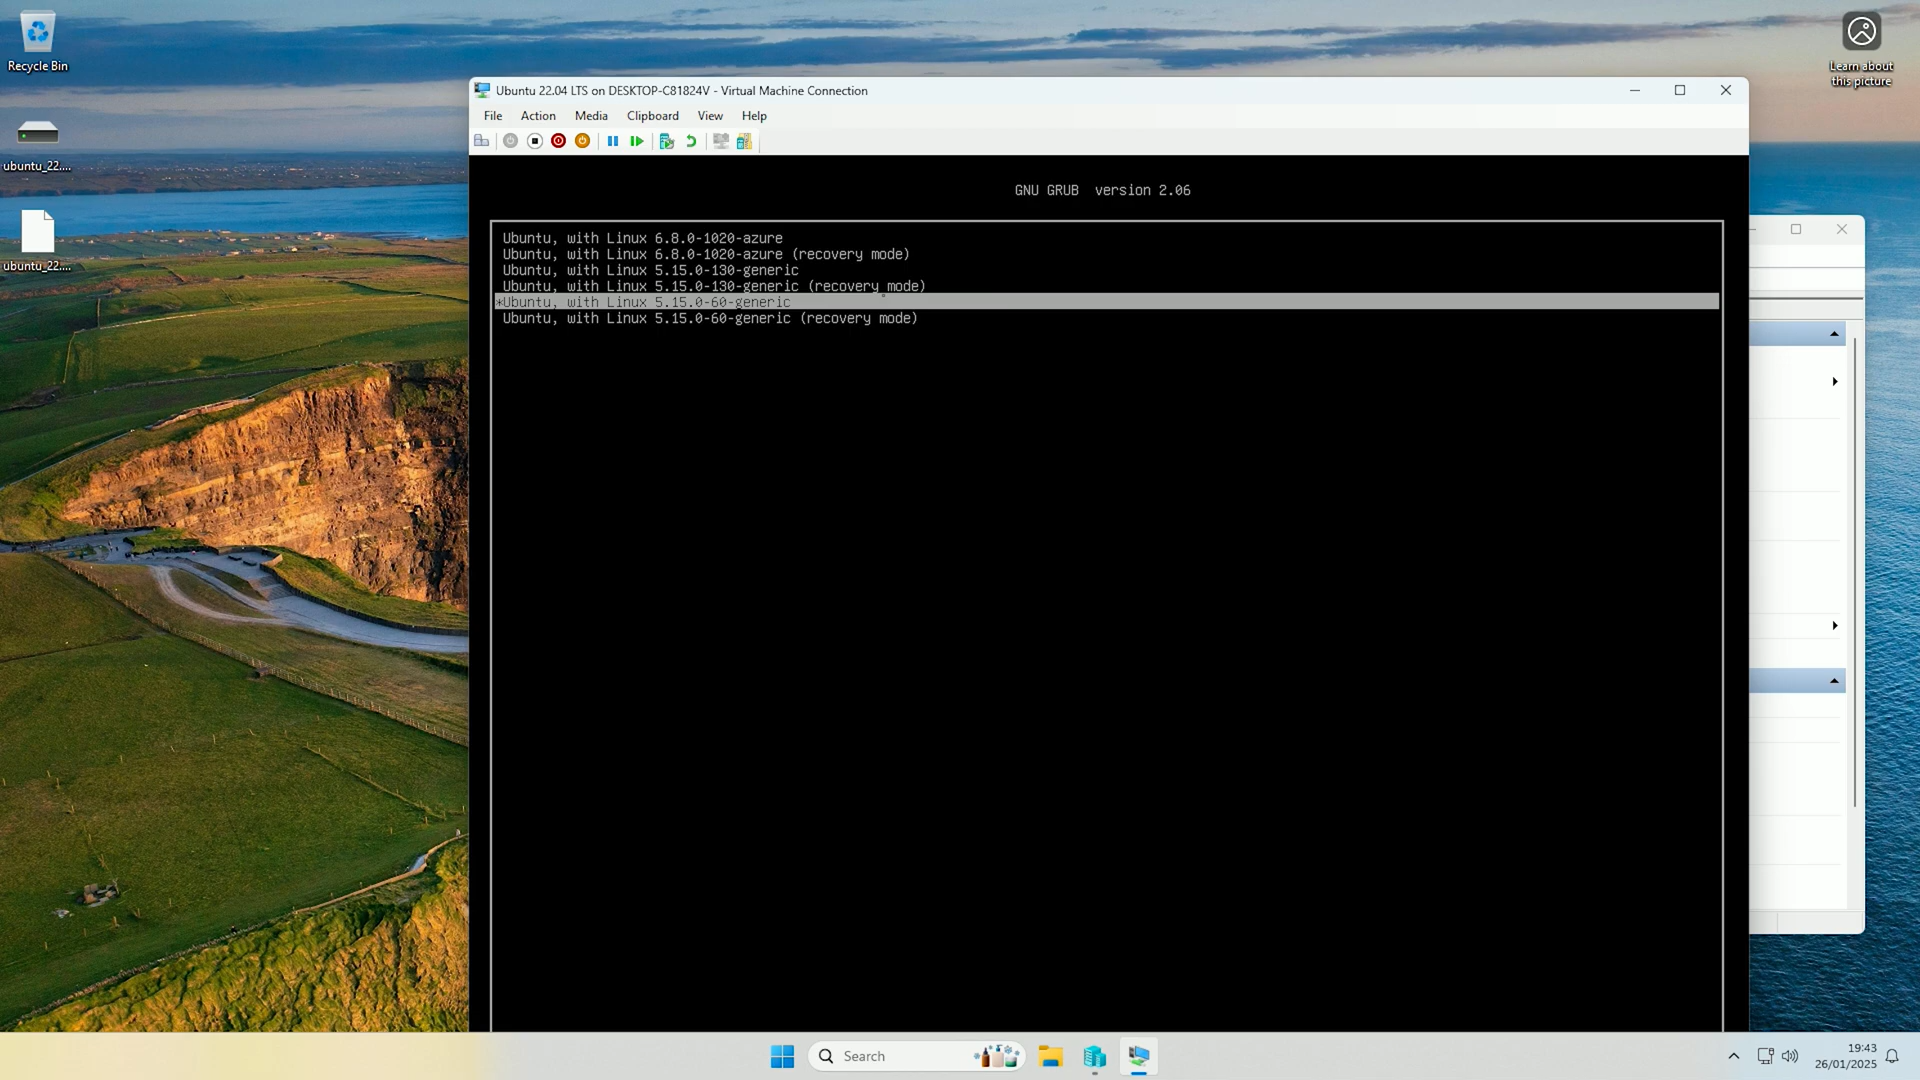 Recycle Bin
ubuntu_22....
ubuntu_22....
Learn about
this picture
Ubuntu 22.04 LTS on DESKTOP-C81824V - Virtual Machine Connection
File Action Media Clipboard View Help
GNU GRUB version 2.06
Ubuntu, with Linux 6.8.0-1020-azure
Ubuntu, with Linux 6.8.0-1020-azure (recovery mode)
Ubuntu, with Linux 5.15.0-130-generic
Ubuntu, with Linux 5.15.0-130-generic (recovery mode)
*Ubuntu, with Linux 5.15.0-60-generic
Ubuntu, with Linux 5.15.0-60-generic (recovery mode)
Search
19:43
26/01/2025